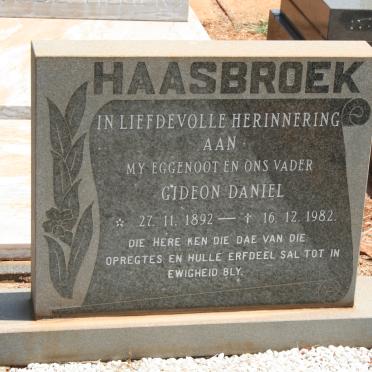 HAASBROEK
IN LIEFDEVOLLE HERINNERING
AAN
MY EGGENOOT EN ONS VADER
GIDEON DANIEL
☆ 27. 11. 1892 — ✝ 16. 12. 1982.
DIE HERE KEN DIE DAE VAN DIE
OPREGTES EN HULLE ERFDEEL SAL TOT IN
EWIGHEID BLY.